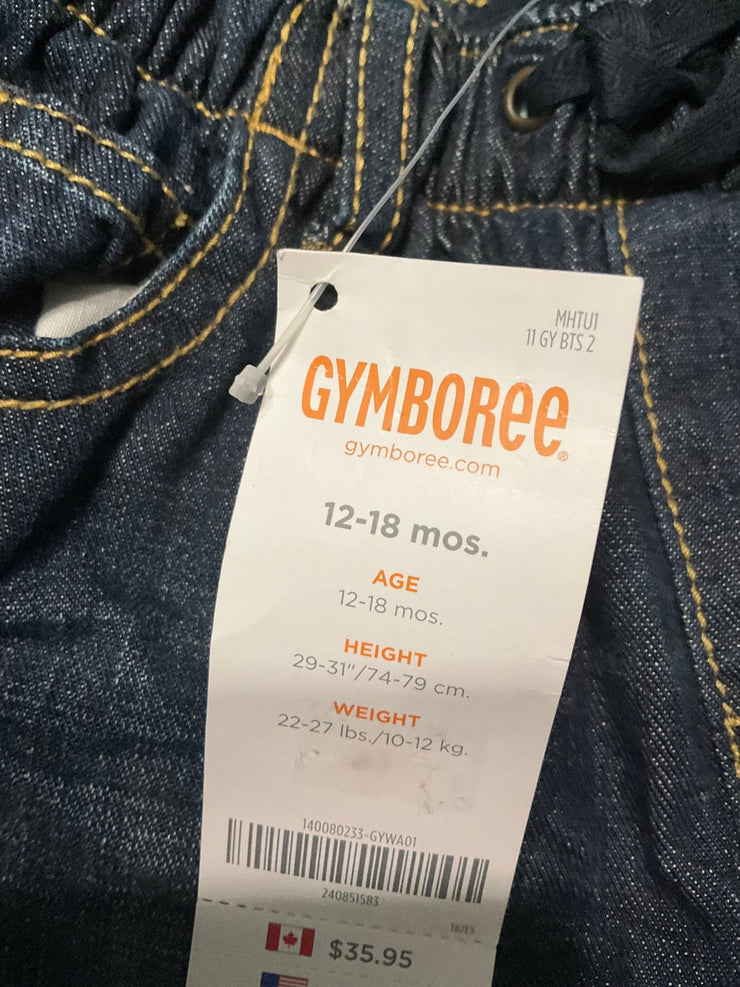 MHTU1
11 GY BTS 2
GYMBOREE®
gymboree.com
12-18 mos.
AGE
12-18 mos.
HEIGHT
29-31"/74-79 cm.
WEIGHT
22-27 lbs./10-12 kg.
140080233-GYWA01
240851583
$35.95